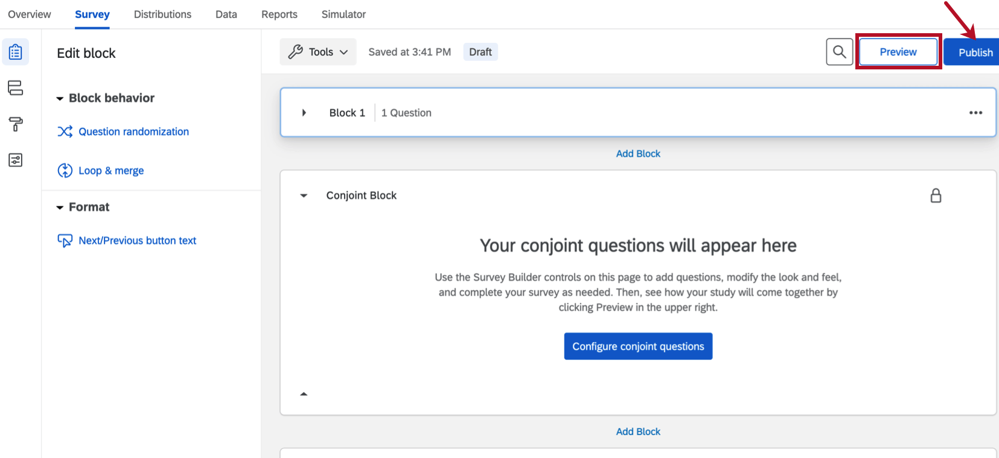 Overview Survey Distributions Data Reports Simulator
Edit block
Tools Saved at 3:41 PM Draft Preview Publish
Block behavior
Question randomization
Loop & merge
Format
Next/Previous button text
Block 1 1 Question
Add Block
Conjoint Block
Your conjoint questions will appear here
Use the Survey Builder controls on this page to add questions, modify the look and feel,
and complete your survey as needed. Then, see how your study will come together by
clicking Preview in the upper right.
Configure conjoint questions
Add Block